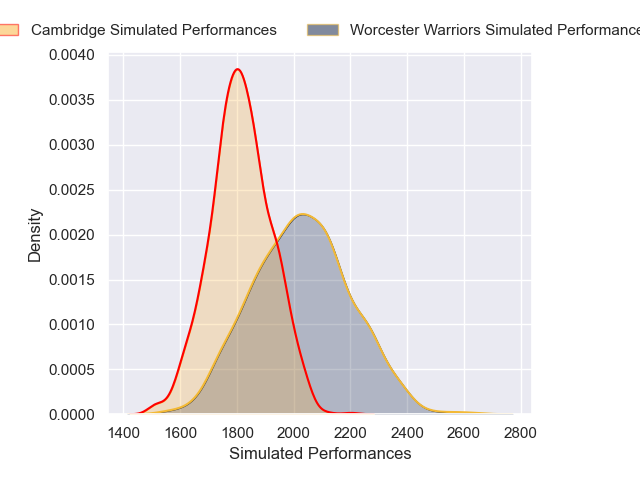 Cambridge Simulated Performances Worcester Warriors Simulated Performance
0.0040
0.0035
0.0030
0.0025
0.0020
0.0015
0.0010
0.0005
0.0000
Density
1400 1600 1800 2000 2200 2400 2600 2800
Simulated Performances